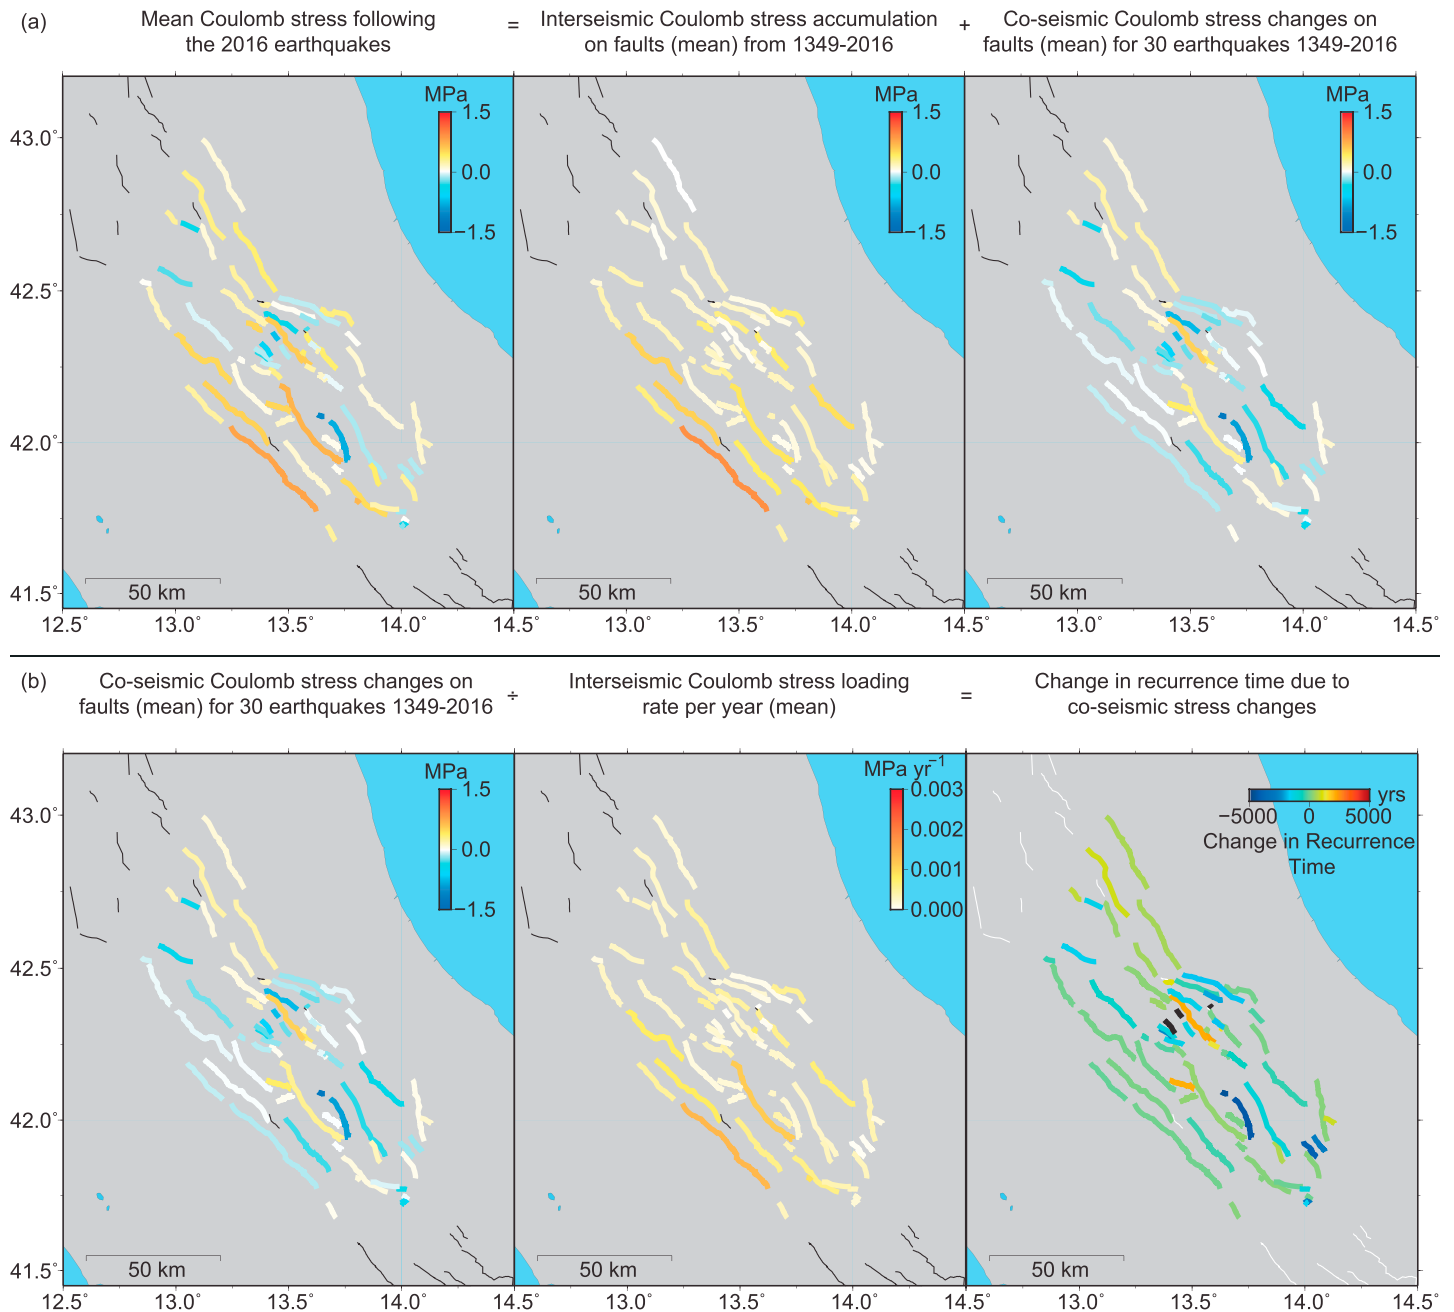 (a)
Mean Coulomb stress following
the 2016 earthquakes
=
Interseismic Coulomb stress accumulation
on faults (mean) from 1349-2016
+
Co-seismic Coulomb stress changes on
faults (mean) for 30 earthquakes 1349-2016
MPa
1.5
0.0
−1.5
MPa
1.5
0.0
−1.5
MPa
1.5
0.0
−1.5
43.0°
42.5°
42.0°
41.5°
50 km
50 km
50 km
12.5° 13.0° 13.5° 14.0° 14.5° 13.0° 13.5° 14.0° 14.5° 13.0° 13.5° 14.0° 14.5°
(b)
Co-seismic Coulomb stress changes on
faults (mean) for 30 earthquakes 1349-2016
÷
Interseismic Coulomb stress loading
rate per year (mean)
=
Change in recurrence time due to
co-seismic stress changes
MPa
1.5
0.0
−1.5
MPa yr−1
0.003
0.002
0.001
0.000
yrs
−5000 0 5000
Change in Recurrence
Time
43.0°
42.5°
42.0°
41.5°
50 km
50 km
50 km
12.5° 13.0° 13.5° 14.0° 14.5° 13.0° 13.5° 14.0° 14.5° 13.0° 13.5° 14.0° 14.5°